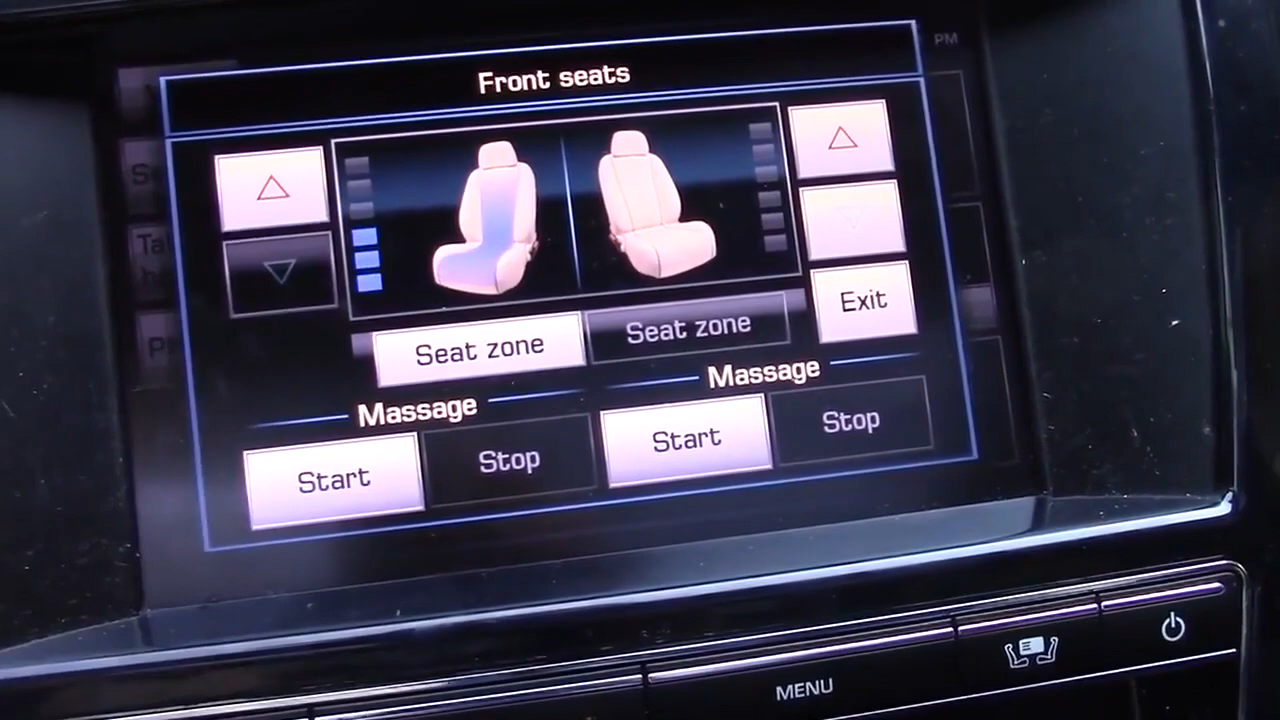 PM
Front seats
Exit
Seat zone
Seat zone
Massage
Massage
Start
Stop
Start
Stop
MENU